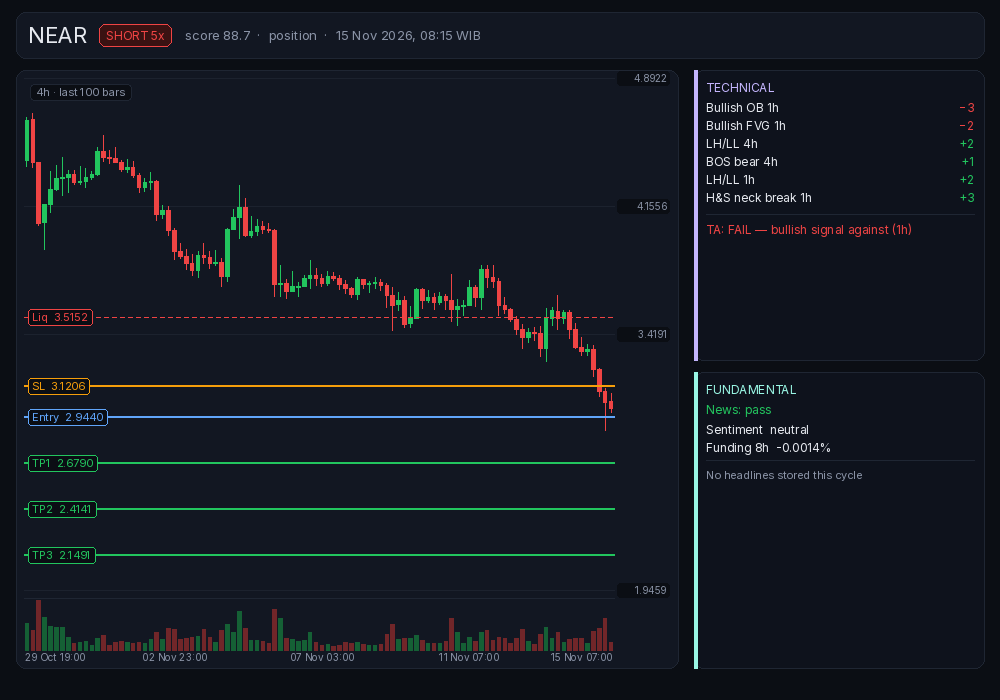 NEAR SHORT 5x score 88.7 · position · 15 Nov 2026, 08:15 WIB
4h · last 100 bars
4.8922
4.1556
Liq 3.5152
3.4191
SL 3.1206
Entry 2.9440
TP1 2.6790
TP2 2.4141
TP3 2.1491
1.9459
29 Oct 19:00 02 Nov 23:00 07 Nov 03:00 11 Nov 07:00 15 Nov 07:00
TECHNICAL
Bullish OB 1h −3
Bullish FVG 1h −2
LH/LL 4h +2
BOS bear 4h +1
LH/LL 1h +2
H&S neck break 1h +3
TA: FAIL — bullish signal against (1h)
FUNDAMENTAL
News: pass
Sentiment neutral
Funding 8h -0.0014%
No headlines stored this cycle